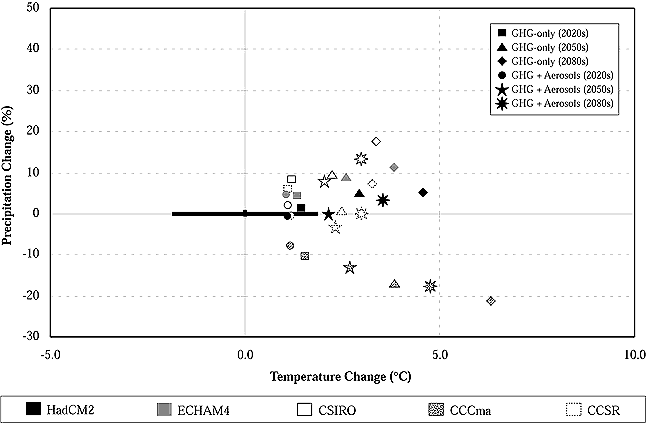 50
40
30
20
10
0
-10
-20
-30
Precipitation Change (%)
GHG-only (2020s)
GHG-only (2050s)
GHG-only (2080s)
GHG + Aerosols (2020s)
GHG + Aerosols (2050s)
GHG + Aerosols (2080s)
-5.0 0.0 5.0 10.0
Temperature Change (°C)
HadCM2 ECHAM4 CSIRO CCCma CCSR